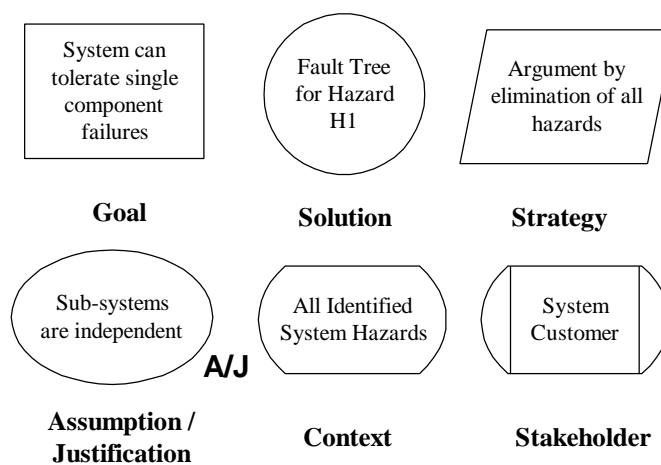 System can
tolerate single
component
failures
Fault Tree
for Hazard
H1
Argument by
elimination of all
hazards
Goal
Solution
Strategy
Sub-systems
are independent
A/J
All Identified
System Hazards
System
Customer
Assumption /
Justification
Context
Stakeholder